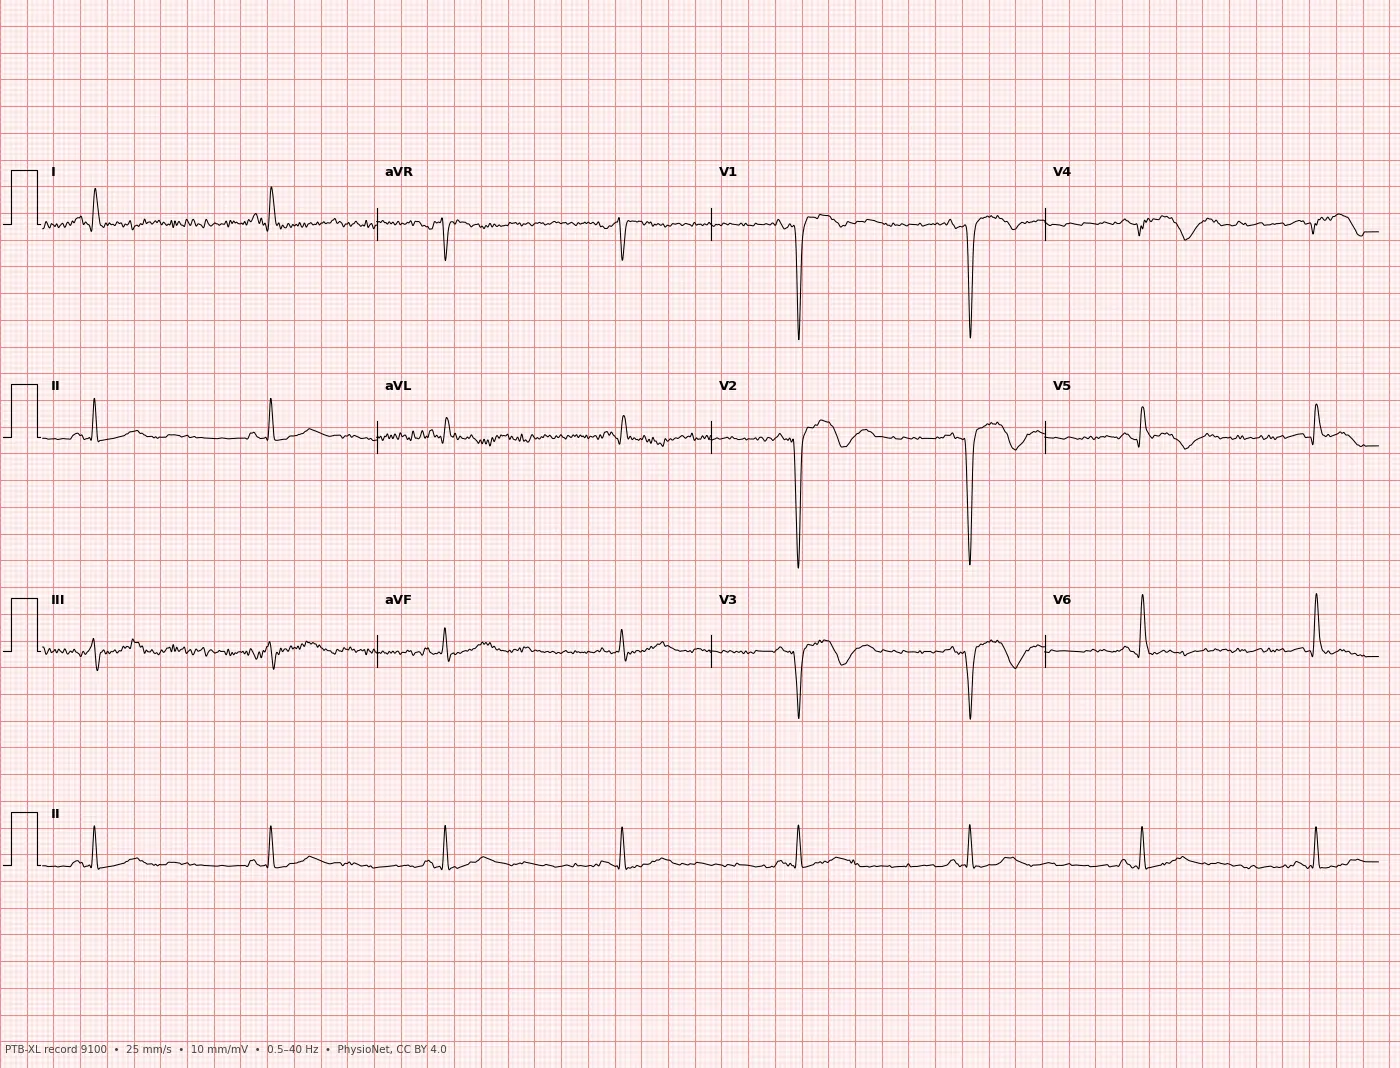 I aVR V1 V4
II aVL V2 V5
III aVF V3 V6
II
PTB-XL record 9100 • 25 mm/s • 10 mm/mV • 0.5–40 Hz • PhysioNet, CC BY 4.0